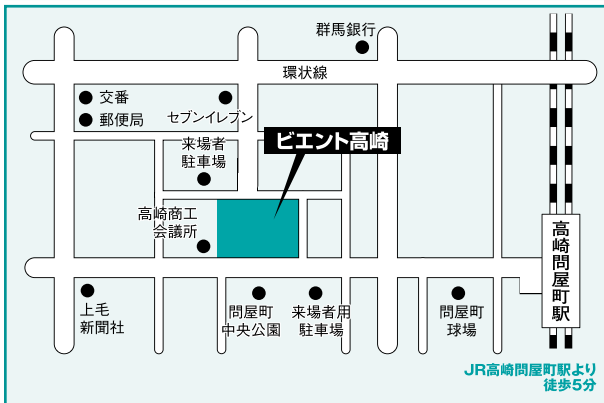 群馬銀行
環状線
交番
郵便局
セブンイレブン
来場者
駐車場
ビエント高崎
高崎商工
会議所
高崎問屋町駅
上毛
新聞社
問屋町
中央公園
来場者用
駐車場
問屋町
球場
JR高崎問屋町駅より
徒歩5分